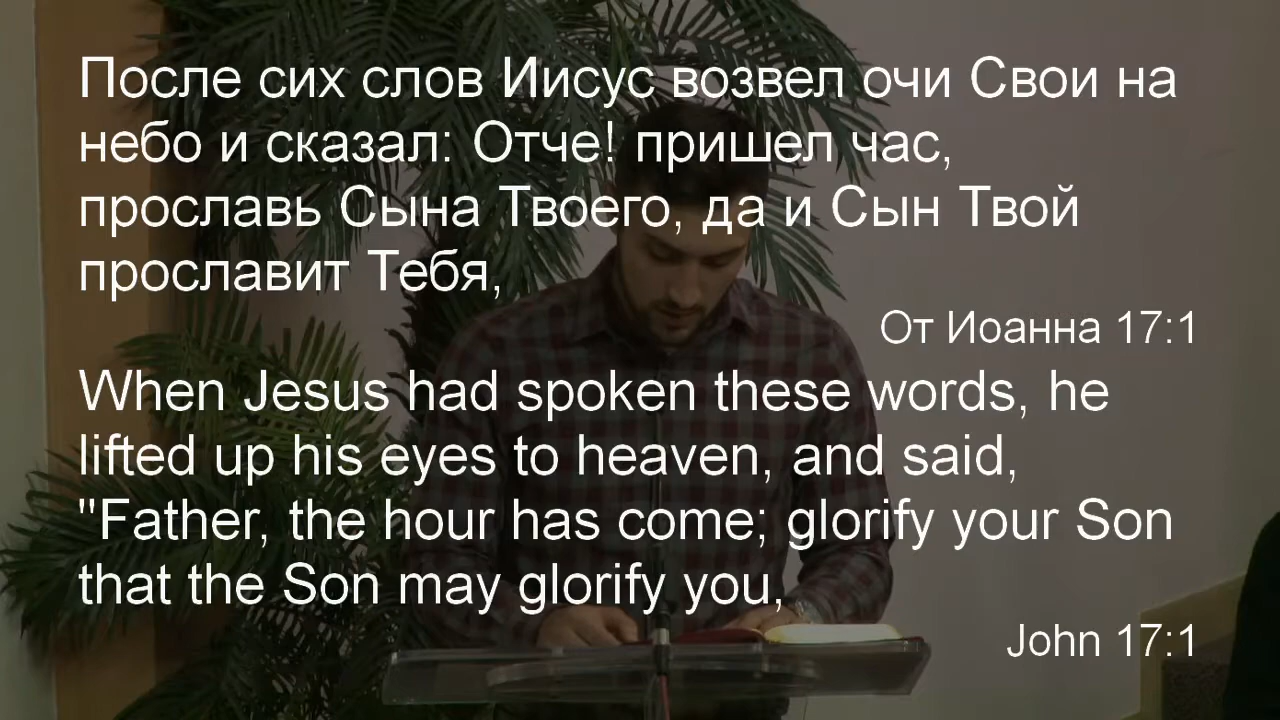 После сих слов Иисус возвел очи Свои на
небо и сказал: Отче! пришел час,
прославь Сына Твоего, да и Сын Твой
прославит Тебя,
От Иоанна 17:1
When Jesus had spoken these words, he
lifted up his eyes to heaven, and said,
"Father, the hour has come; glorify your Son
that the Son may glorify you,
John 17:1